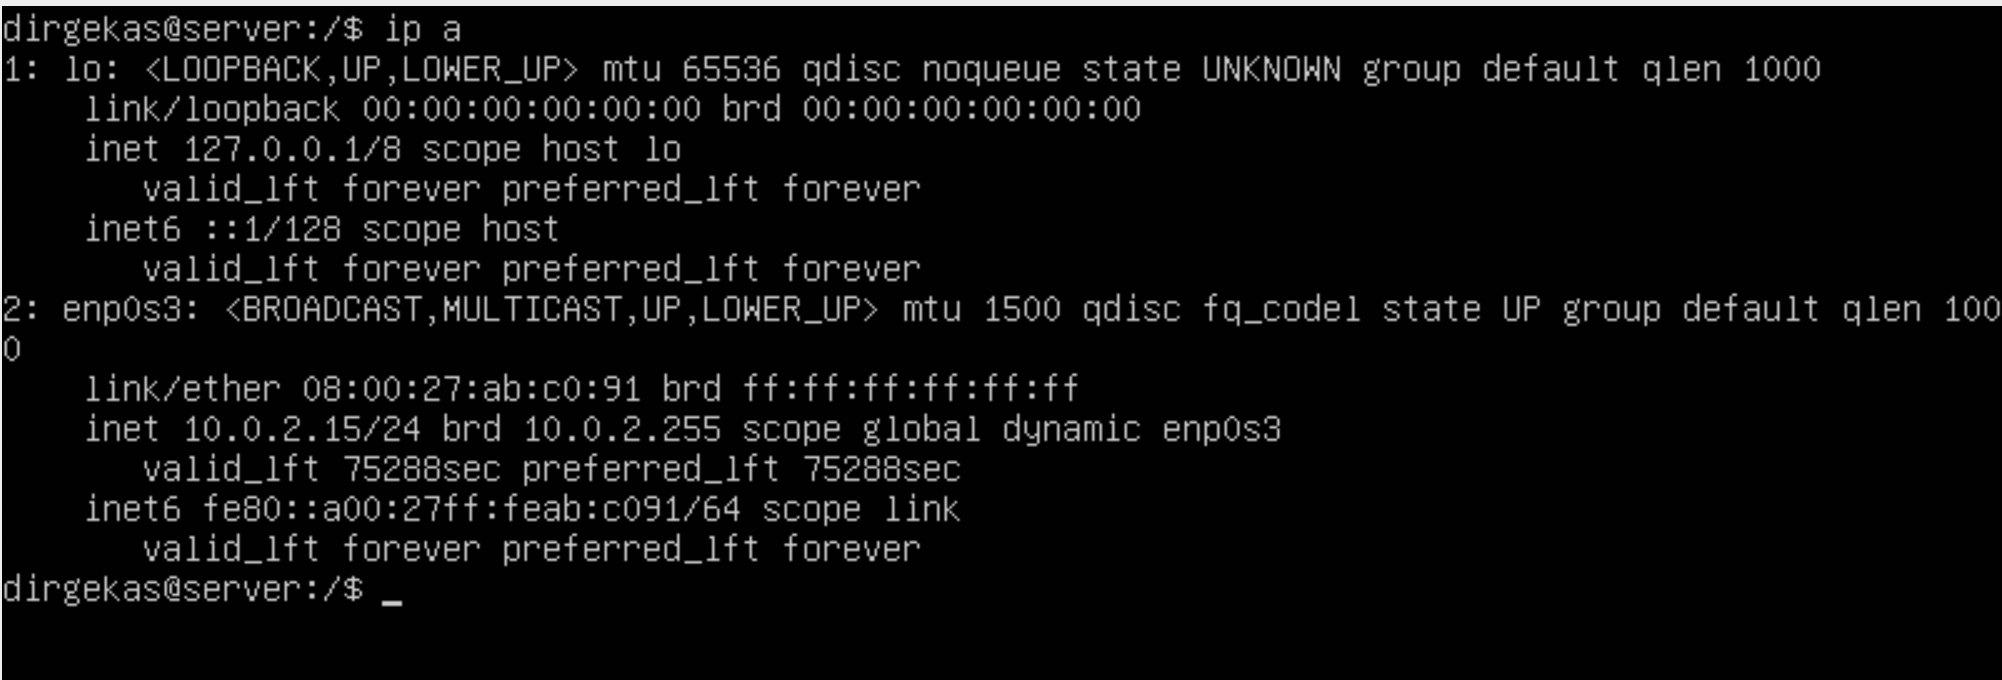 dirgekas@server:/$ ip a
1: lo: <LOOPBACK,UP,LOWER_UP> mtu 65536 qdisc noqueue state UNKNOWN group default qlen 1000
    link/loopback 00:00:00:00:00:00 brd 00:00:00:00:00:00
    inet 127.0.0.1/8 scope host lo
       valid_lft forever preferred_lft forever
    inet6 ::1/128 scope host
       valid_lft forever preferred_lft forever
2: enp0s3: <BROADCAST,MULTICAST,UP,LOWER_UP> mtu 1500 qdisc fq_codel state UP group default qlen 100
0
    link/ether 08:00:27:ab:c0:91 brd ff:ff:ff:ff:ff:ff
    inet 10.0.2.15/24 brd 10.0.2.255 scope global dynamic enp0s3
       valid_lft 75288sec preferred_lft 75288sec
    inet6 fe80::a00:27ff:feab:c091/64 scope link
       valid_lft forever preferred_lft forever
dirgekas@server:/$ _